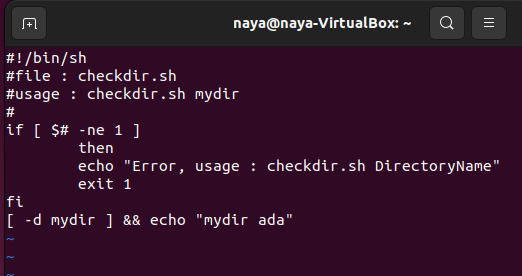 naya@naya-VirtualBox: ~
#!/bin/sh
#file : checkdir.sh
#usage : checkdir.sh mydir
#
if [ $# -ne 1 ]
        then
        echo "Error, usage : checkdir.sh DirectoryName"
        exit 1
fi
[ -d mydir ] && echo "mydir ada"
~
~
~